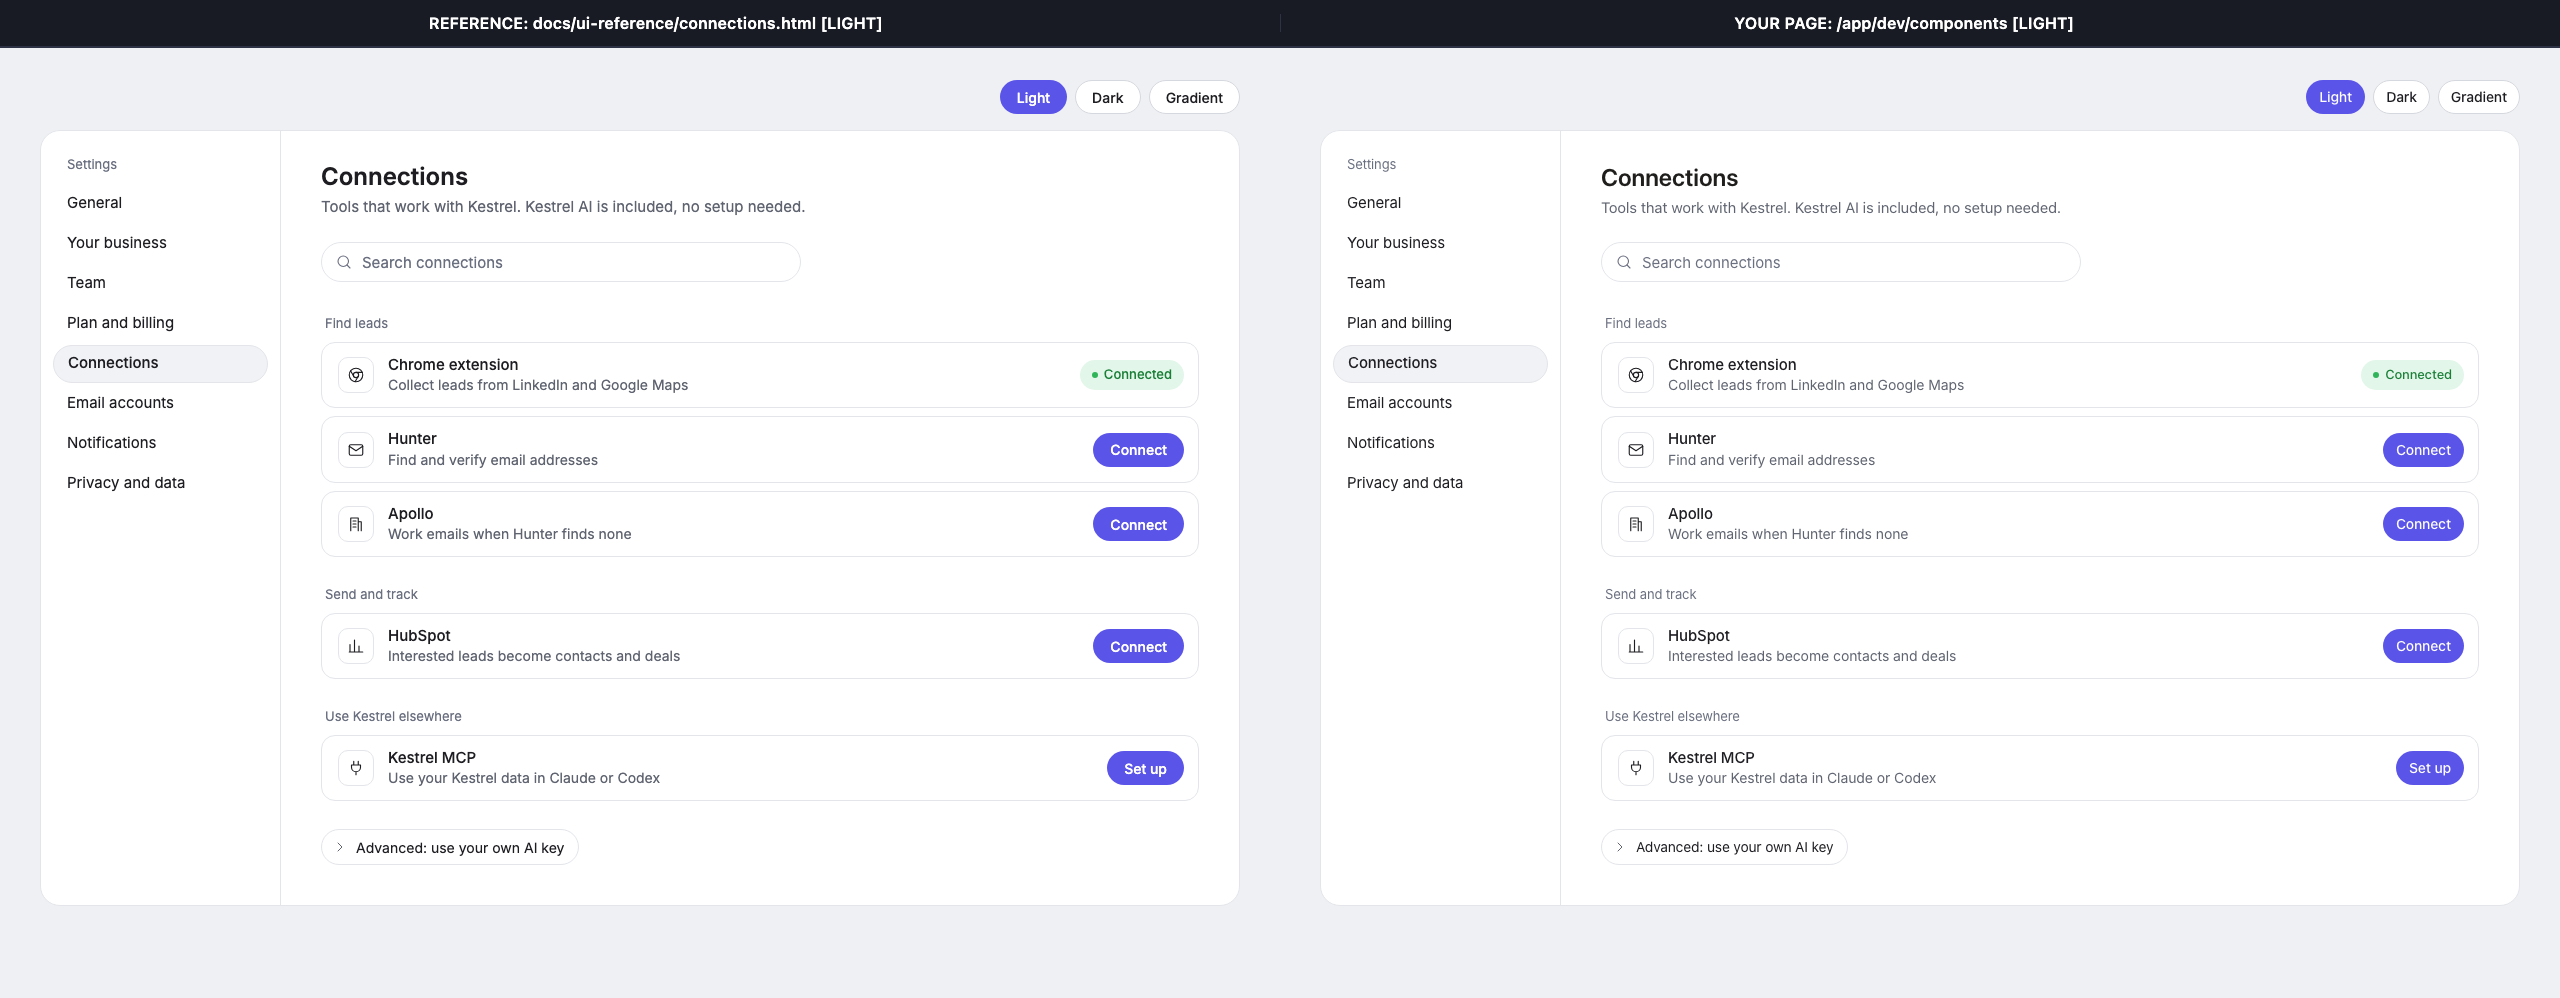 REFERENCE: docs/ui-reference/connections.html [LIGHT]
Light
Dark
Gradient
Settings
General
Your business
Team
Plan and billing
Connections
Email accounts
Notifications
Privacy and data
Connections
Tools that work with Kestrel. Kestrel AI is included, no setup needed.
Search connections
Find leads
Chrome extension
Collect leads from LinkedIn and Google Maps
Connected
Hunter
Find and verify email addresses
Connect
Apollo
Work emails when Hunter finds none
Connect
Send and track
HubSpot
Interested leads become contacts and deals
Connect
Use Kestrel elsewhere
Kestrel MCP
Use your Kestrel data in Claude or Codex
Set up
Advanced: use your own AI key
YOUR PAGE: /app/dev/components [LIGHT]
Light
Dark
Gradient
Settings
General
Your business
Team
Plan and billing
Connections
Email accounts
Notifications
Privacy and data
Connections
Tools that work with Kestrel. Kestrel AI is included, no setup needed.
Search connections
Find leads
Chrome extension
Collect leads from LinkedIn and Google Maps
Connected
Hunter
Find and verify email addresses
Connect
Apollo
Work emails when Hunter finds none
Connect
Send and track
HubSpot
Interested leads become contacts and deals
Connect
Use Kestrel elsewhere
Kestrel MCP
Use your Kestrel data in Claude or Codex
Set up
Advanced: use your own AI key